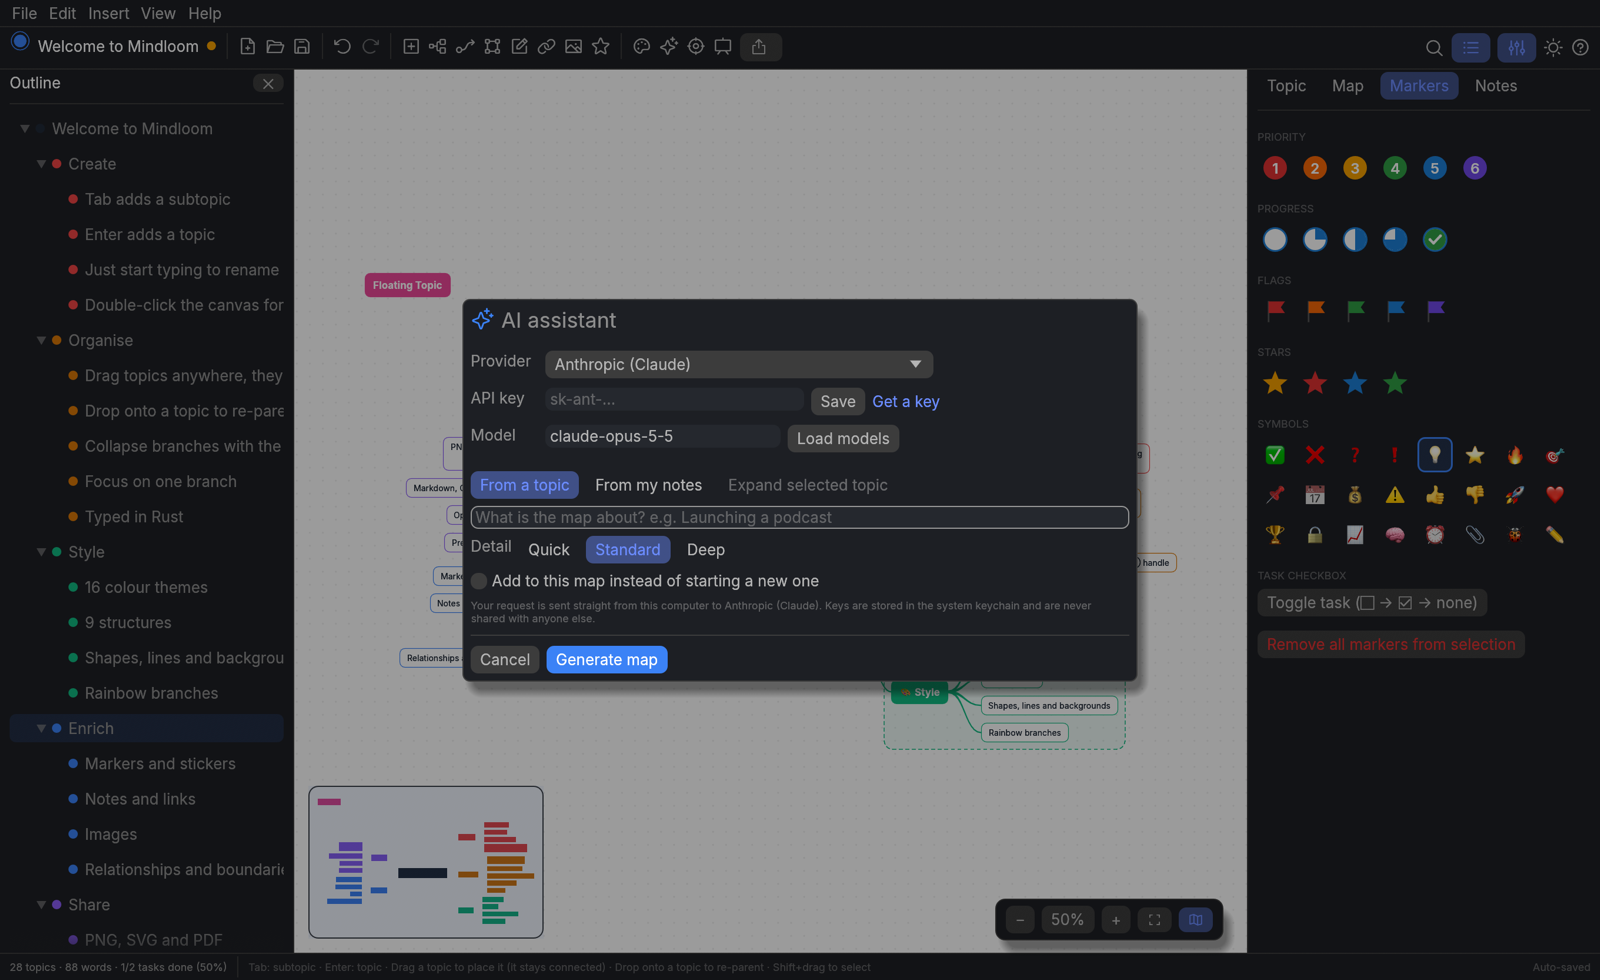 File Edit Insert View Help
Welcome to Mindloom
Outline
Welcome to Mindloom
Create
Tab adds a subtopic
Enter adds a topic
Just start typing to rename
Double-click the canvas for
Organise
Drag topics anywhere, they
Drop onto a topic to re-pare
Collapse branches with the
Focus on one branch
Typed in Rust
Style
16 colour themes
9 structures
Shapes, lines and backgrou
Rainbow branches
Enrich
Markers and stickers
Notes and links
Images
Relationships and boundarie
Share
PNG, SVG and PDF
Floating Topic
PN
Markdown, 
Op
Pre
Marke
Notes
Relationships
handle
Style
Shapes, lines and backgrounds
Rainbow branches
AI assistant
Provider Anthropic (Claude)
API key sk-ant-... Save Get a key
Model claude-opus-5-5 Load models
From a topic From my notes Expand selected topic
What is the map about? e.g. Launching a podcast
Detail Quick Standard Deep
Add to this map instead of starting a new one
Your request is sent straight from this computer to Anthropic (Claude). Keys are stored in the system keychain and are never
shared with anyone else.
Cancel Generate map
− 50% +
Topic Map Markers Notes
PRIORITY
1 2 3 4 5 6
PROGRESS
FLAGS
STARS
SYMBOLS
17
TASK CHECKBOX
Toggle task (☐ → ☑ → none)
Remove all markers from selection
28 topics · 88 words · 1/2 tasks done (50%)
Tab: subtopic · Enter: topic · Drag a topic to place it (it stays connected) · Drop onto a topic to re-parent · Shift+drag to select
Auto-saved